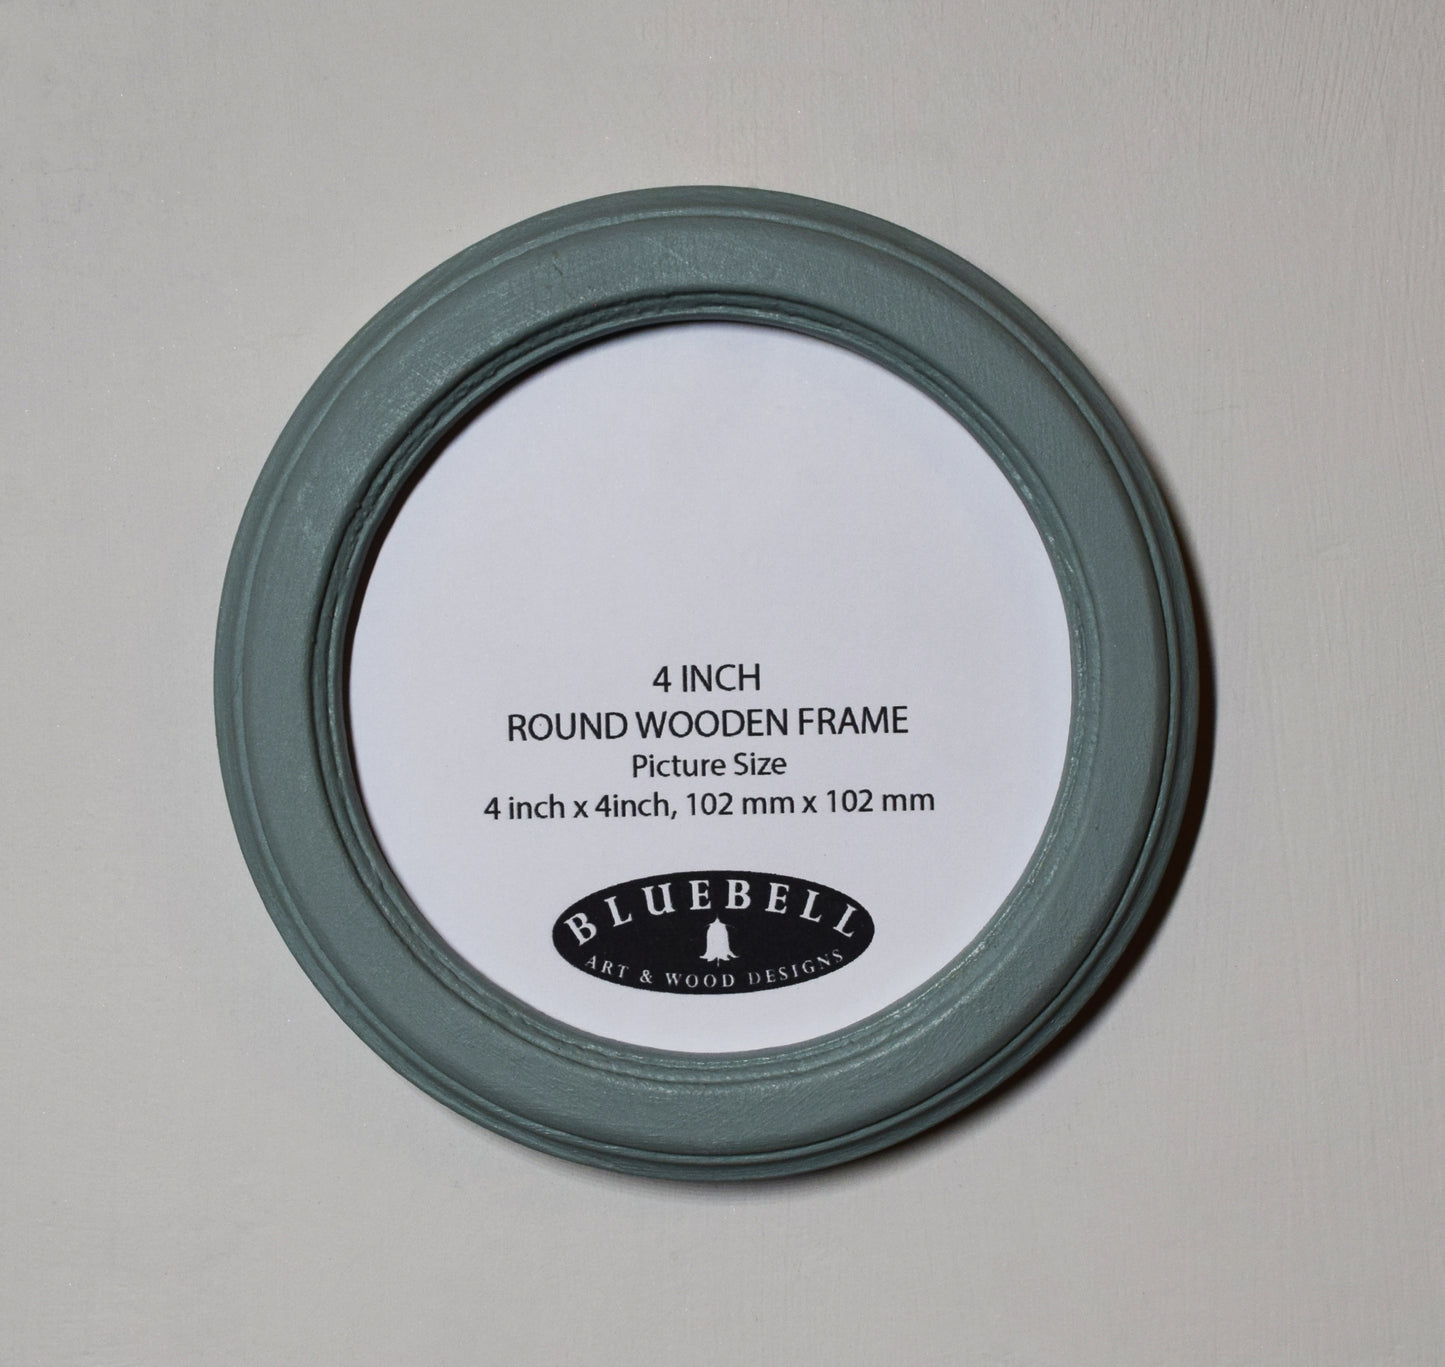 4 INCH
ROUND WOODEN FRAME
Picture Size
4 inch x 4inch, 102 mm x 102 mm
BLUEBELL
ART & WOOD DESIGNS